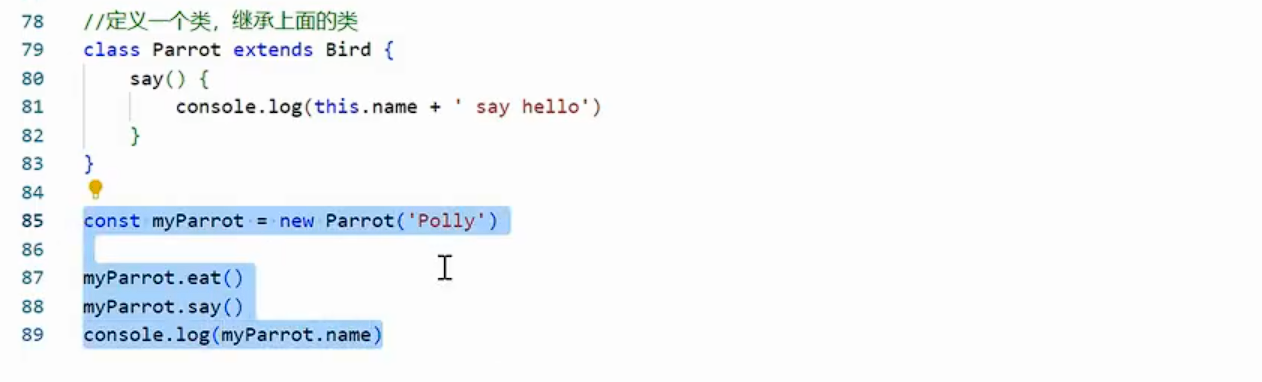 78 //定义一个类，继承上面的类
79 class Parrot extends Bird {
80 say() {
81 console.log(this.name + ' say hello')
82 }
83 }
84
85 const myParrot = new Parrot('Polly')
86
87 myParrot.eat()
88 myParrot.say()
89 console.log(myParrot.name)